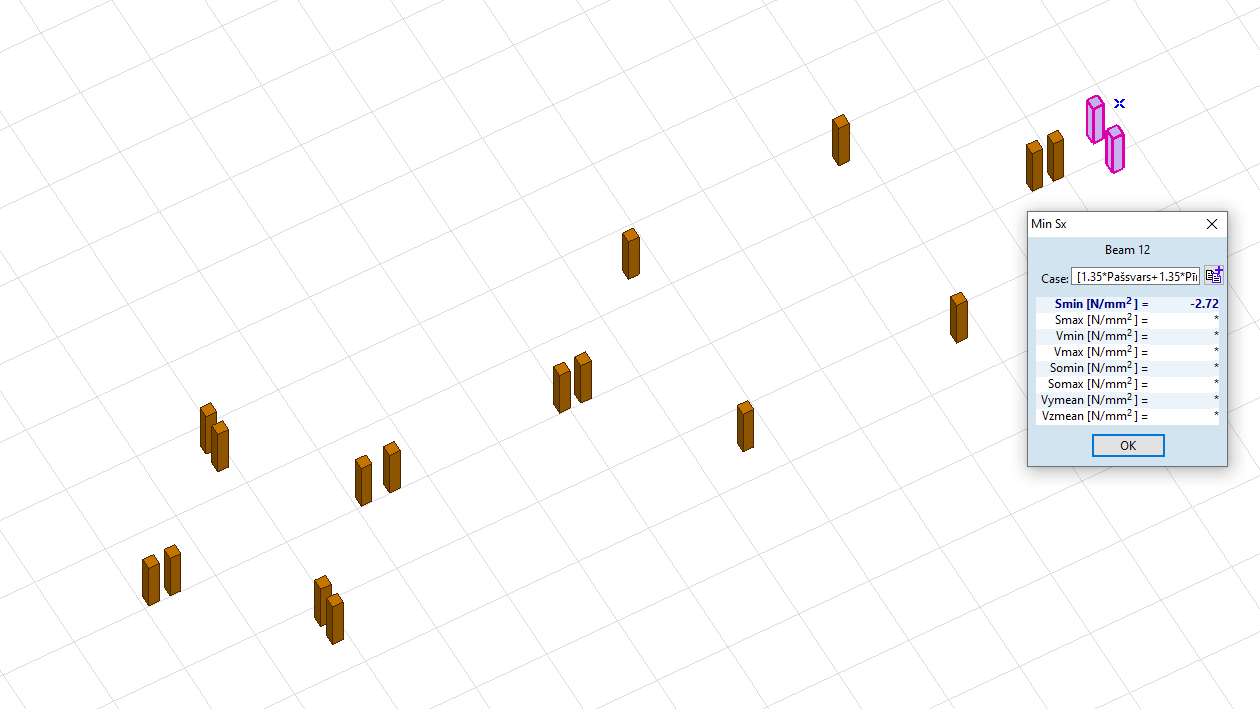 Min Sx
Beam 12
Case: [1.35*Pašsvars+1.35*Pīı
Smin [N/mm²] = -2.72
Smax [N/mm²] = *
Vmin [N/mm²] = *
Vmax [N/mm²] = *
Somin [N/mm²] = *
Somax [N/mm²] = *
Vymean [N/mm²] = *
Vzmean [N/mm²] = *
OK